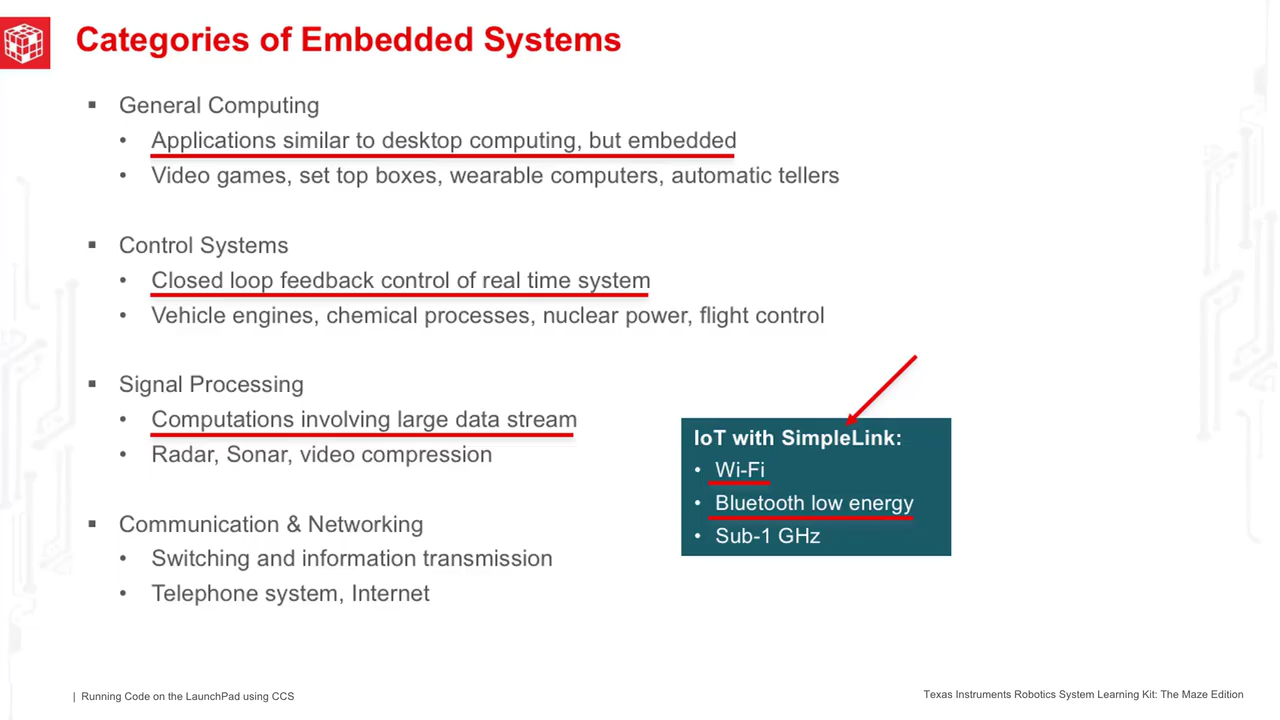 Categories of Embedded Systems
▪ General Computing
• Applications similar to desktop computing, but embedded
• Video games, set top boxes, wearable computers, automatic tellers
▪ Control Systems
• Closed loop feedback control of real time system
• Vehicle engines, chemical processes, nuclear power, flight control
▪ Signal Processing
• Computations involving large data stream
• Radar, Sonar, video compression
▪ Communication & Networking
• Switching and information transmission
• Telephone system, Internet
IoT with SimpleLink:
• Wi-Fi
• Bluetooth low energy
• Sub-1 GHz
| Running Code on the LaunchPad using CCS
Texas Instruments Robotics System Learning Kit: The Maze Edition